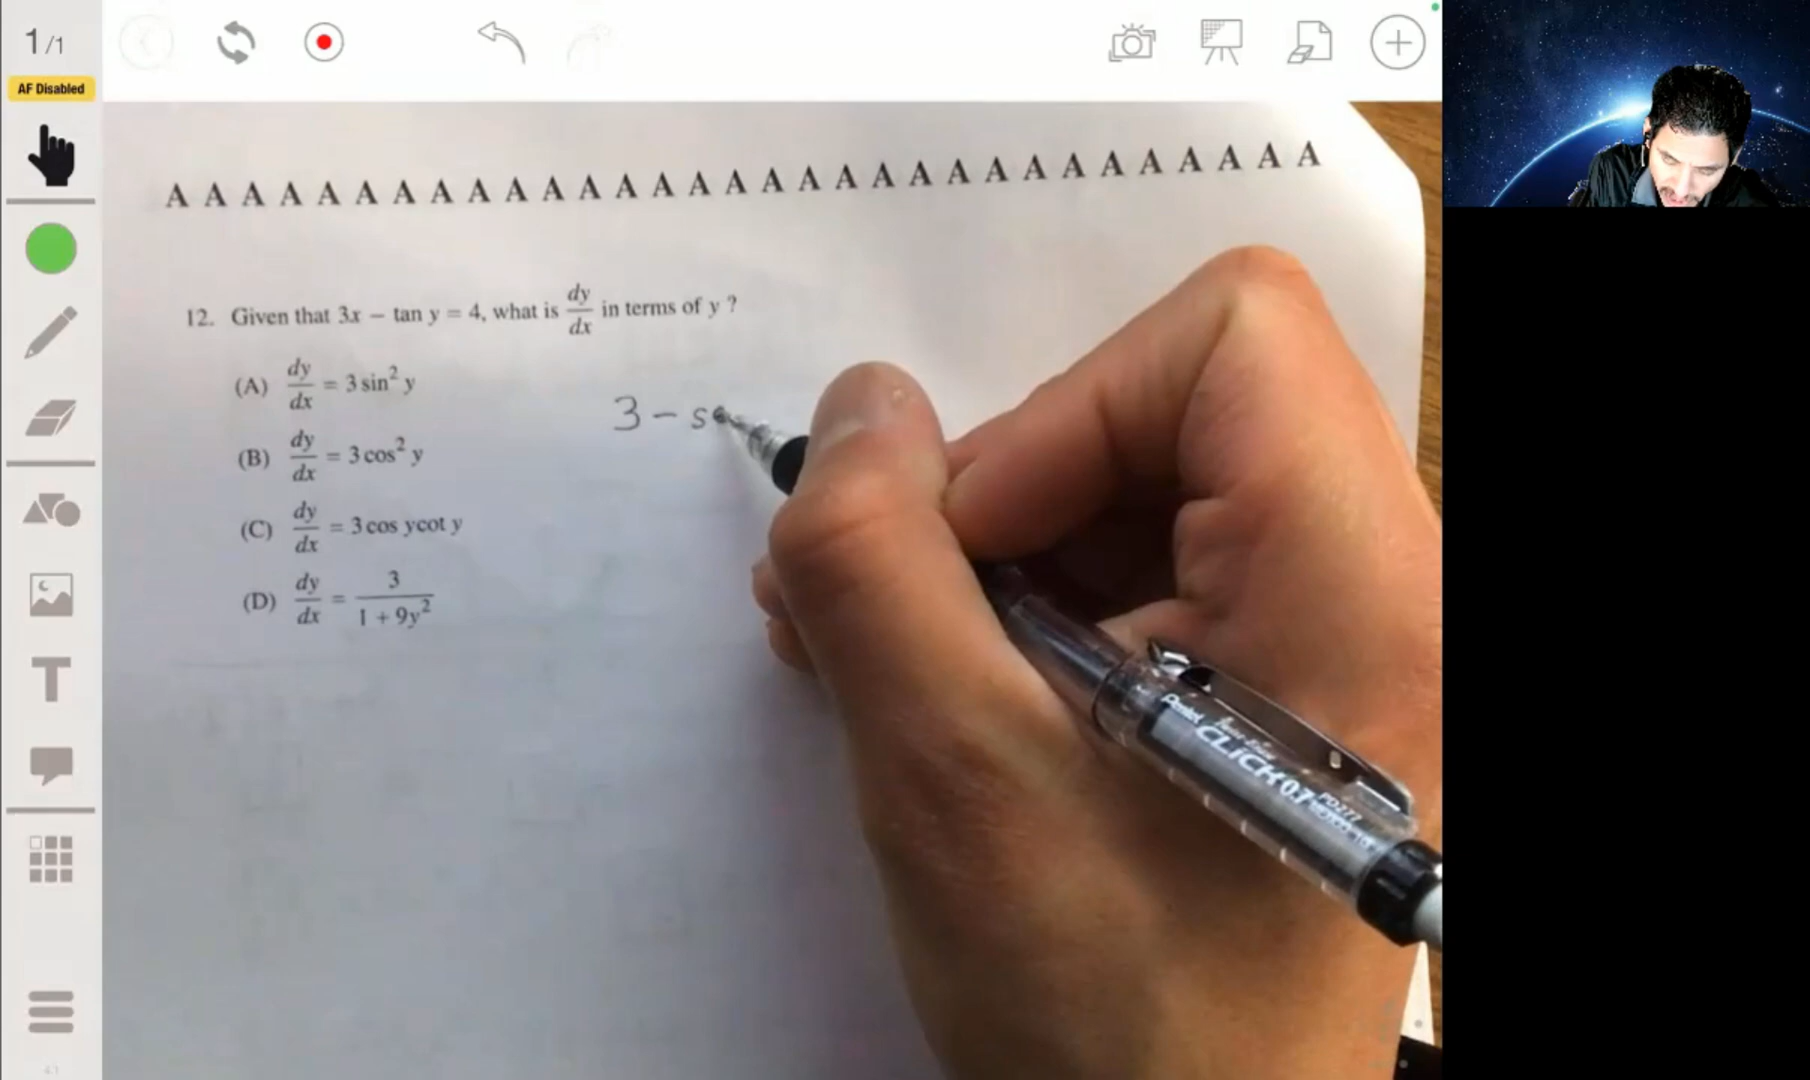 1/1
AF Disabled
A A A A A A A A A A A A A A A A A A A A A A A A A A A A A A A
12. Given that 3x − tan y = 4, what is dy/dx in terms of y ?
(A) dy/dx = 3 sin² y
(B) dy/dx = 3 cos² y
(C) dy/dx = 3 cos ycot y
(D) dy/dx = 3/(1 + 9y²)
3 − se
T
Pentel
CLiCK 0.7
PD277